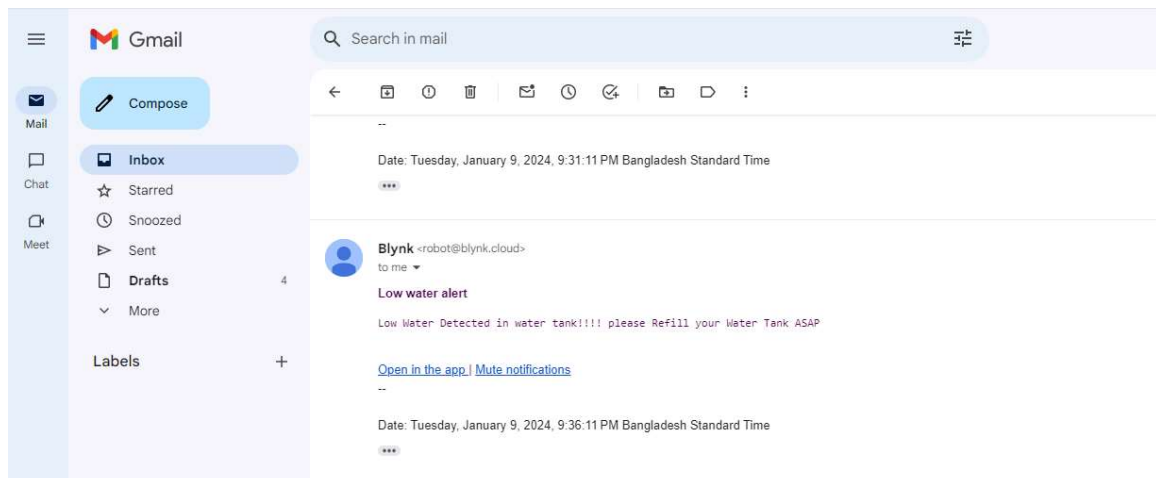 Gmail
Search in mail
Compose
Mail
Chat
Meet
Inbox
Starred
Snoozed
Sent
Drafts 4
More
Labels
--
Date: Tuesday, January 9, 2024, 9:31:11 PM Bangladesh Standard Time
Blynk <robot@blynk.cloud>
to me
Low water alert
Low Water Detected in water tank!!!! please Refill your Water Tank ASAP
Open in the app | Mute notifications
--
Date: Tuesday, January 9, 2024, 9:36:11 PM Bangladesh Standard Time